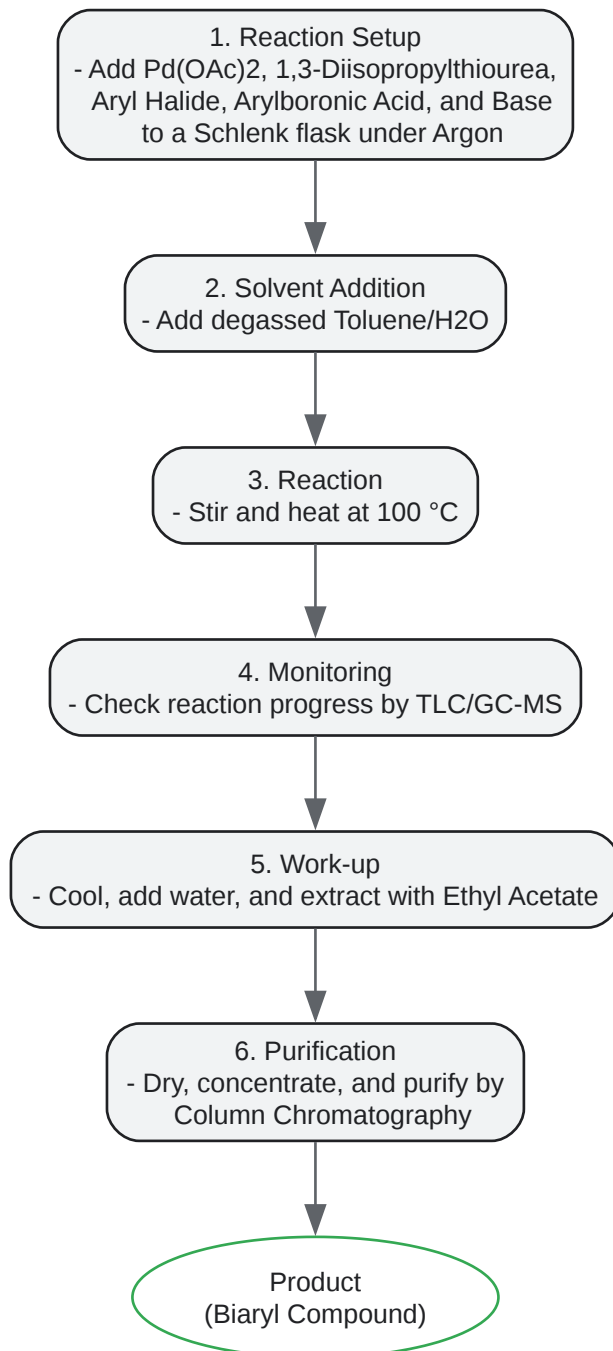 1. Reaction Setup
- Add Pd(OAc)2, 1,3-Diisopropylthiourea,
Aryl Halide, Arylboronic Acid, and Base
to a Schlenk flask under Argon
2. Solvent Addition
- Add degassed Toluene/H2O
3. Reaction
- Stir and heat at 100 °C
4. Monitoring
- Check reaction progress by TLC/GC-MS
5. Work-up
- Cool, add water, and extract with Ethyl Acetate
6. Purification
- Dry, concentrate, and purify by
Column Chromatography
Product
(Biaryl Compound)